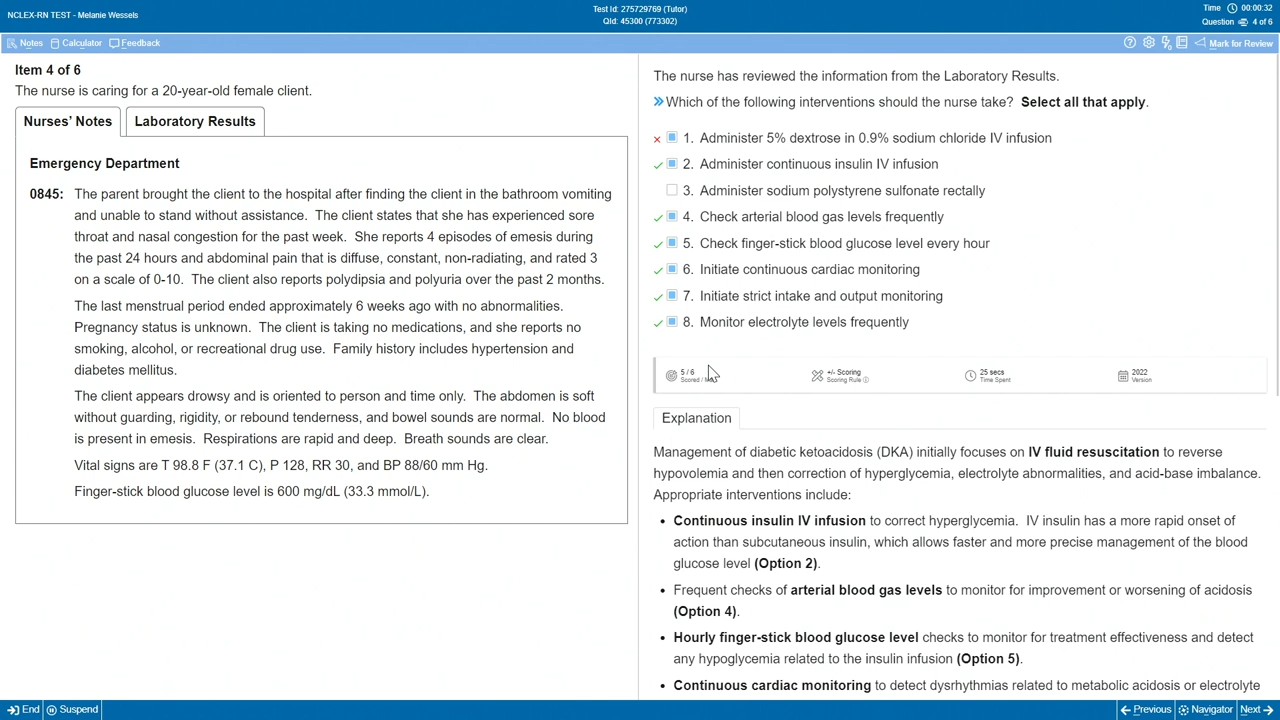 NCLEX-RN TEST - Melanie Wessels
Test Id: 275729769 (Tutor)
QId: 45300 (773302)
Time 00:00:32
Question 4 of 6
Notes Calculator Feedback
Mark for Review
Item 4 of 6
The nurse is caring for a 20-year-old female client.
Nurses' Notes Laboratory Results
Emergency Department
0845: The parent brought the client to the hospital after finding the client in the bathroom vomiting
and unable to stand without assistance. The client states that she has experienced sore
throat and nasal congestion for the past week. She reports 4 episodes of emesis during
the past 24 hours and abdominal pain that is diffuse, constant, non-radiating, and rated 3
on a scale of 0-10. The client also reports polydipsia and polyuria over the past 2 months.
The last menstrual period ended approximately 6 weeks ago with no abnormalities.
Pregnancy status is unknown. The client is taking no medications, and she reports no
smoking, alcohol, or recreational drug use. Family history includes hypertension and
diabetes mellitus.
The client appears drowsy and is oriented to person and time only. The abdomen is soft
without guarding, rigidity, or rebound tenderness, and bowel sounds are normal. No blood
is present in emesis. Respirations are rapid and deep. Breath sounds are clear.
Vital signs are T 98.8 F (37.1 C), P 128, RR 30, and BP 88/60 mm Hg.
Finger-stick blood glucose level is 600 mg/dL (33.3 mmol/L).
The nurse has reviewed the information from the Laboratory Results.
Which of the following interventions should the nurse take? Select all that apply.
1. Administer 5% dextrose in 0.9% sodium chloride IV infusion
2. Administer continuous insulin IV infusion
3. Administer sodium polystyrene sulfonate rectally
4. Check arterial blood gas levels frequently
5. Check finger-stick blood glucose level every hour
6. Initiate continuous cardiac monitoring
7. Initiate strict intake and output monitoring
8. Monitor electrolyte levels frequently
5 / 6
Scored /
+/- Scoring
Scoring Rule
25 secs
Time Spent
2022
Version
Explanation
Management of diabetic ketoacidosis (DKA) initially focuses on IV fluid resuscitation to reverse
hypovolemia and then correction of hyperglycemia, electrolyte abnormalities, and acid-base imbalance.
Appropriate interventions include:
• Continuous insulin IV infusion to correct hyperglycemia. IV insulin has a more rapid onset of
action than subcutaneous insulin, which allows faster and more precise management of the blood
glucose level (Option 2).
• Frequent checks of arterial blood gas levels to monitor for improvement or worsening of acidosis
(Option 4).
• Hourly finger-stick blood glucose level checks to monitor for treatment effectiveness and detect
any hypoglycemia related to the insulin infusion (Option 5).
• Continuous cardiac monitoring to detect dysrhythmias related to metabolic acidosis or electrolyte
End Suspend
Previous Navigator Next